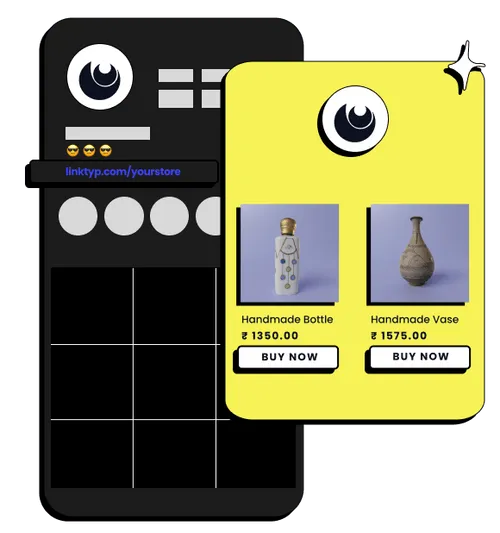 😎😎😎
linktyp.com/yourstore
Handmade Bottle
₹ 1350.00
BUY NOW
Handmade Vase
₹ 1575.00
BUY NOW